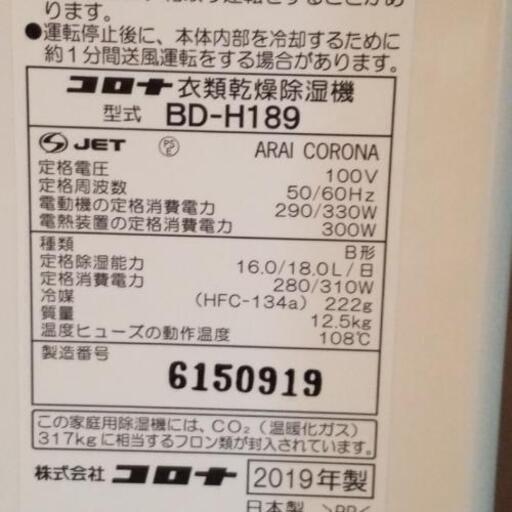 ります。
●運転停止後に、本体内部を冷却するために
約1分間送風運転をする場合があります。
コロナ 衣類乾燥除湿機
型式 BD-H189
JET PSE ARAI CORONA
定格電圧 100V
定格周波数 50/60Hz
電動機の定格消費電力 290/330W
電熱装置の定格消費電力 300W
種類 B形
定格除湿能力 16.0/18.0L/日
定格消費電力 280/310W
冷媒 (HFC-134a) 222g
質量 12.5kg
温度ヒューズの動作温度 108℃
製造番号
6150919
この家庭用除湿機には、CO₂(温暖化ガス)
317kgに相当するフロン類が封入されています。
株式会社 コロナ 2019年製
日本製 >PP<